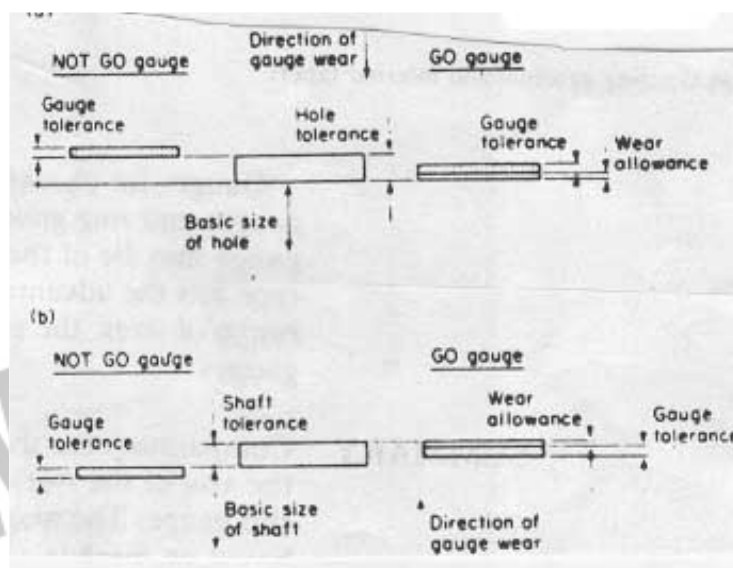 NOT GO gauge
Direction of
gauge wear
GO gauge
Gauge
tolerance
Hole
tolerance
Gauge
tolerance
Wear
allowance
Basic size
of hole
(b)
NOT GO gauge
GO gauge
Gauge
tolerance
Shaft
tolerance
Wear
allowance
Gauge
tolerance
Basic size
of shaft
Direction of
gauge wear